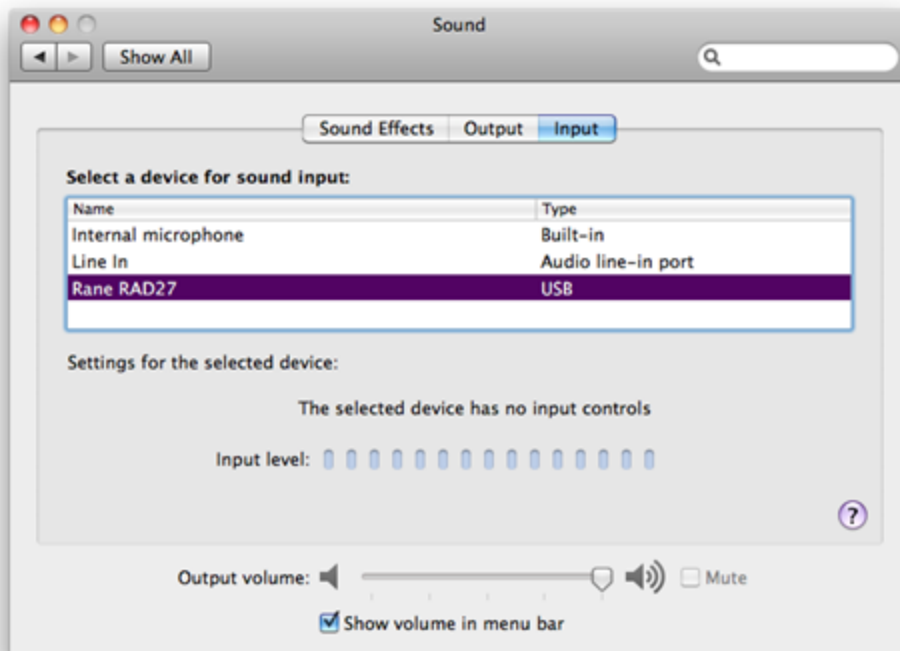 Sound
Show All
Sound Effects Output Input
Select a device for sound input:
Name Type
Internal microphone Built-in
Line In Audio line-in port
Rane RAD27 USB
Settings for the selected device:
The selected device has no input controls
Input level:
?
Output volume: Mute
Show volume in menu bar